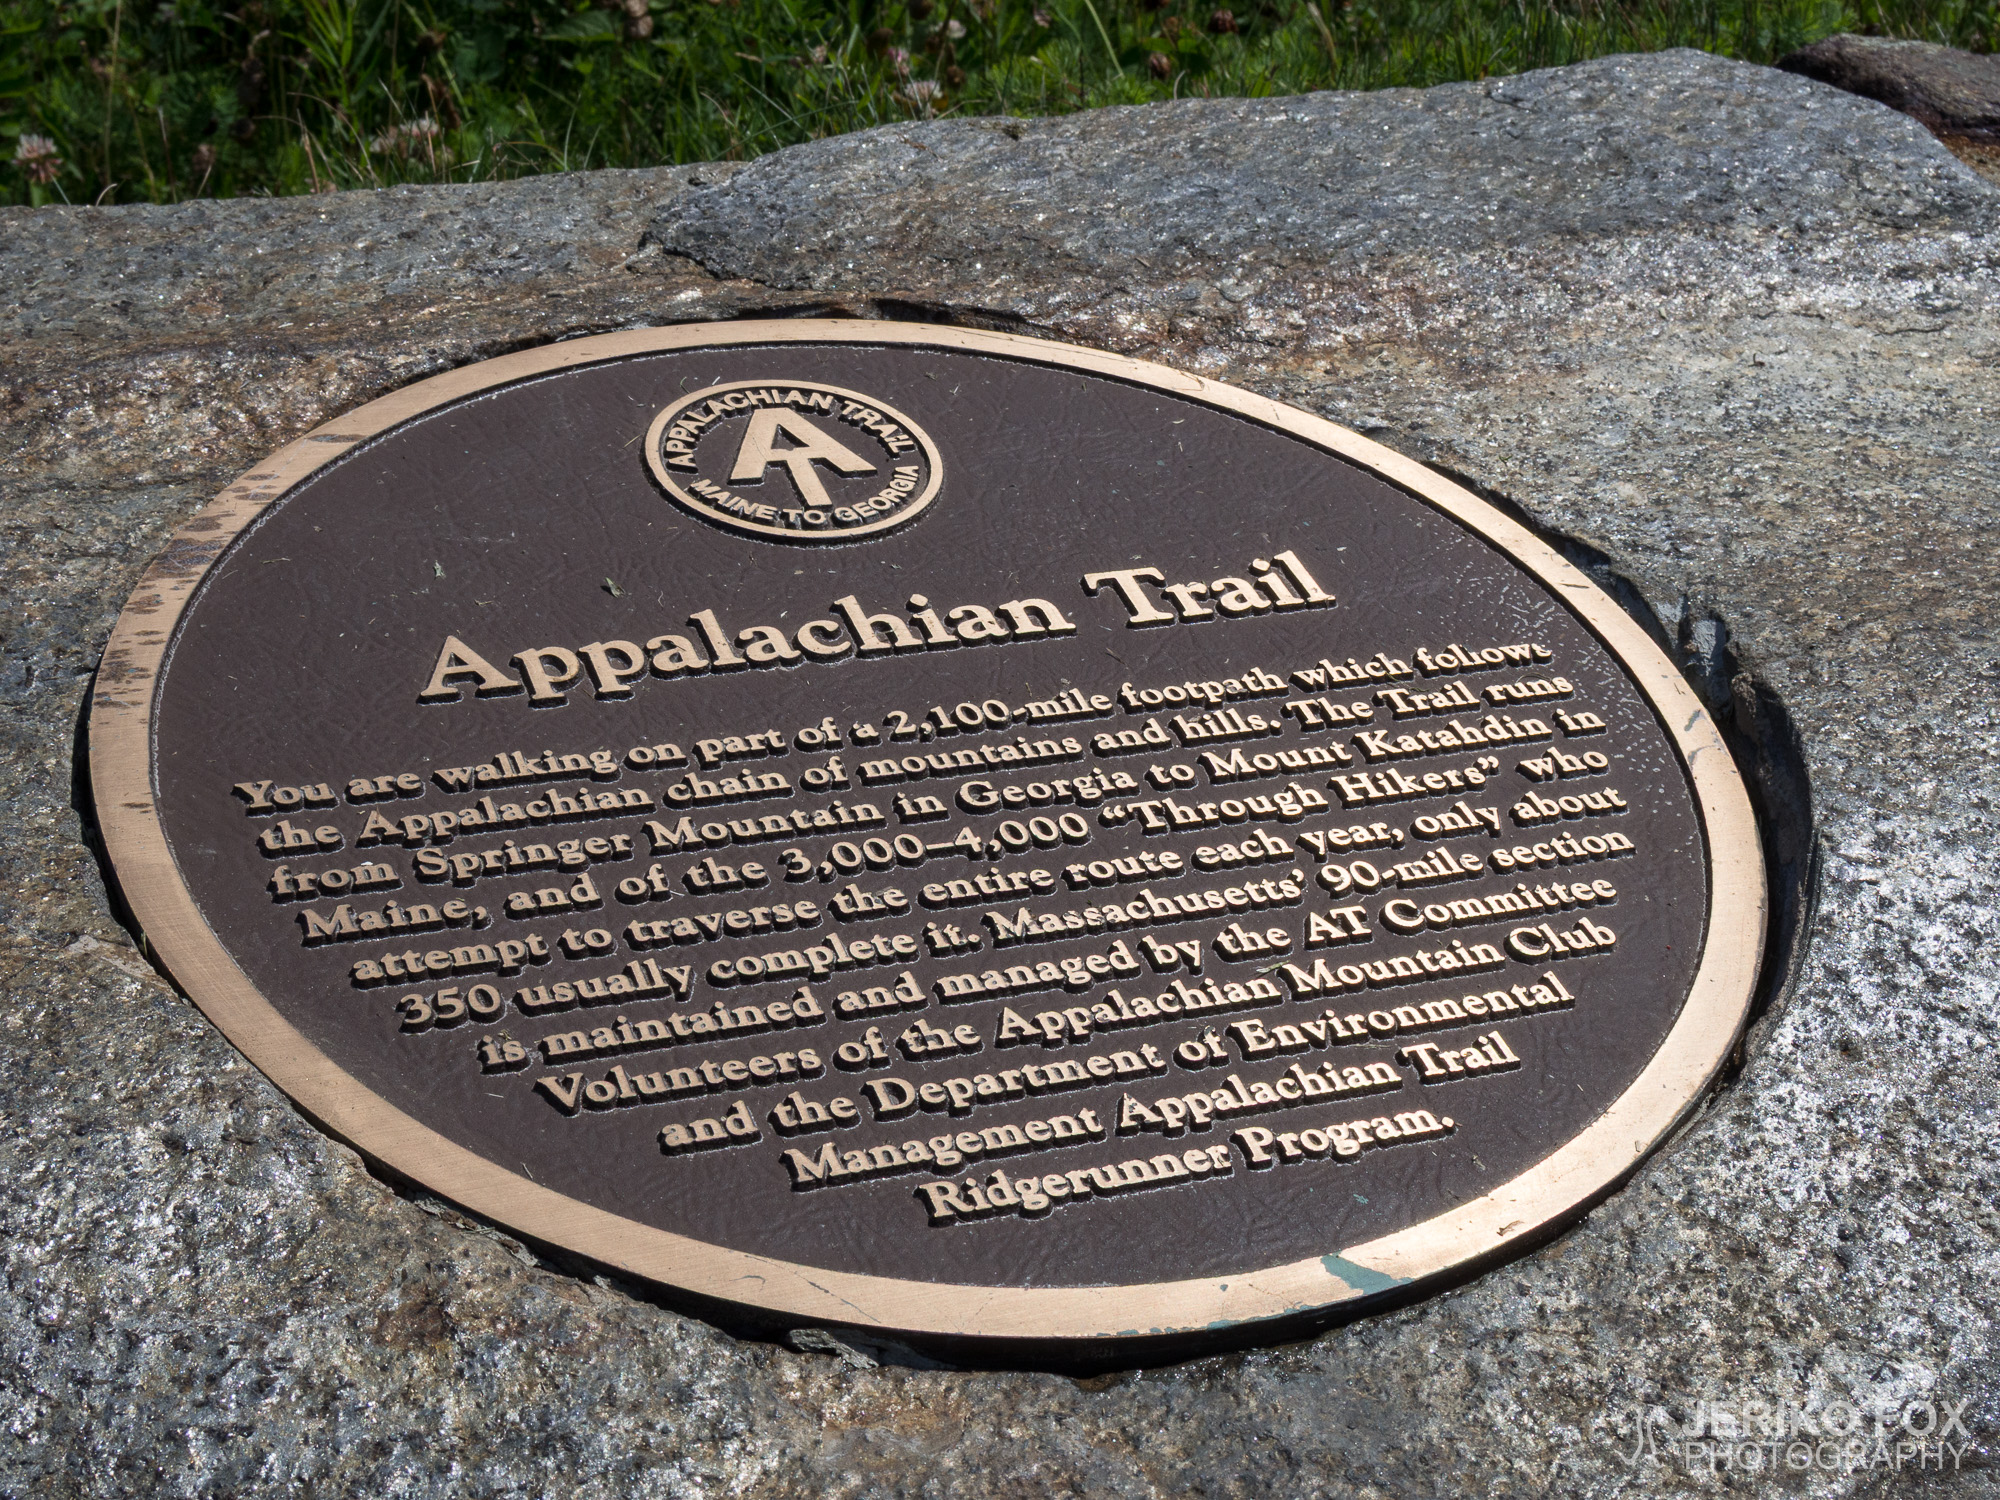 APPALACHIAN TRAIL
AT
MAINE TO GEORGIA
Appalachian Trail
You are walking on part of a 2,100-mile footpath which follows
the Appalachian chain of mountains and hills. The Trail runs
from Springer Mountain in Georgia to Mount Katahdin in
Maine, and of the 3,000–4,000 “Through Hikers” who
attempt to traverse the entire route each year, only about
350 usually complete it. Massachusetts’ 90-mile section
is maintained and managed by the AT Committee
Volunteers of the Appalachian Mountain Club
and the Department of Environmental
Management Appalachian Trail
Ridgerunner Program.
JERIKO FOX
PHOTOGRAPHY